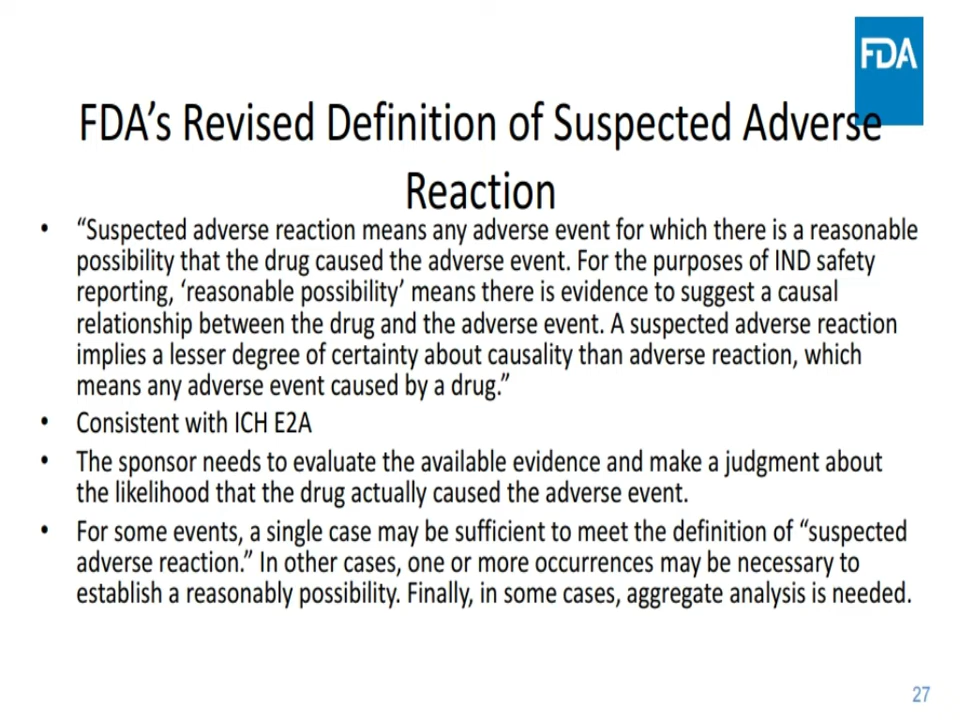 FDA
FDA's Revised Definition of Suspected Adverse
Reaction
• “Suspected adverse reaction means any adverse event for which there is a reasonable
possibility that the drug caused the adverse event. For the purposes of IND safety
reporting, ‘reasonable possibility’ means there is evidence to suggest a causal
relationship between the drug and the adverse event. A suspected adverse reaction
implies a lesser degree of certainty about causality than adverse reaction, which
means any adverse event caused by a drug.”
• Consistent with ICH E2A
• The sponsor needs to evaluate the available evidence and make a judgment about
the likelihood that the drug actually caused the adverse event.
• For some events, a single case may be sufficient to meet the definition of “suspected
adverse reaction.” In other cases, one or more occurrences may be necessary to
establish a reasonably possibility. Finally, in some cases, aggregate analysis is needed.
27